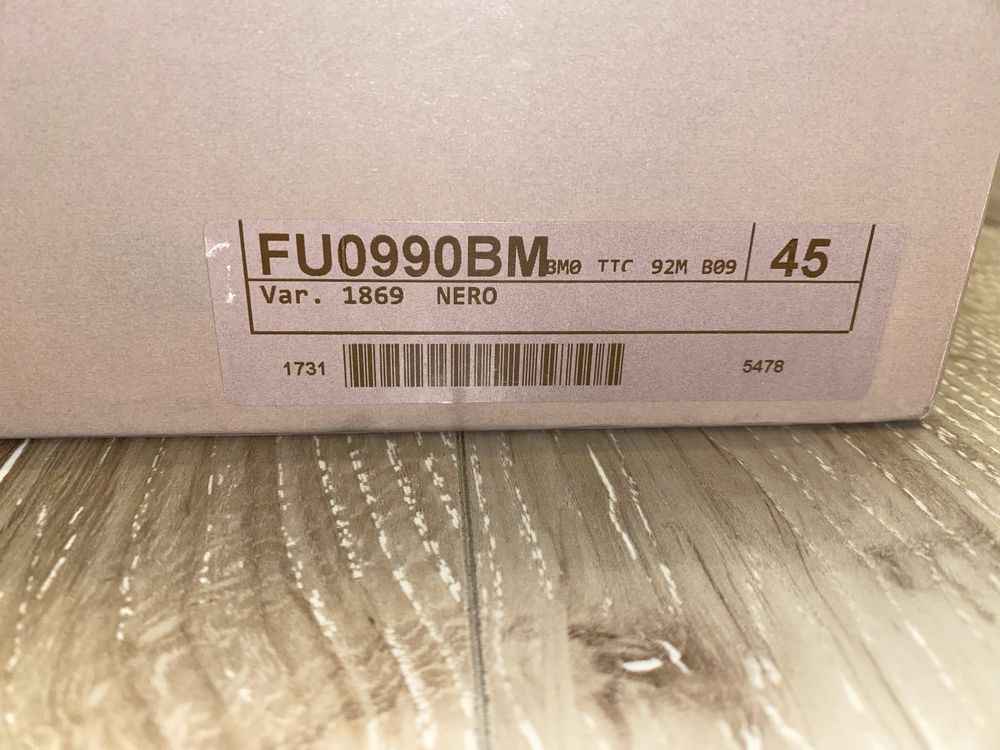 FU0990BM BM0 TTC 92M B09 45
Var. 1869 NERO
1731 5478